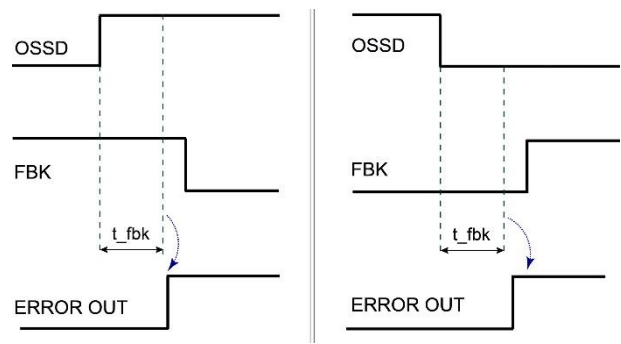 OSSD
FBK
t_fbk
ERROR OUT
OSSD
FBK
t_fbk
ERROR OUT